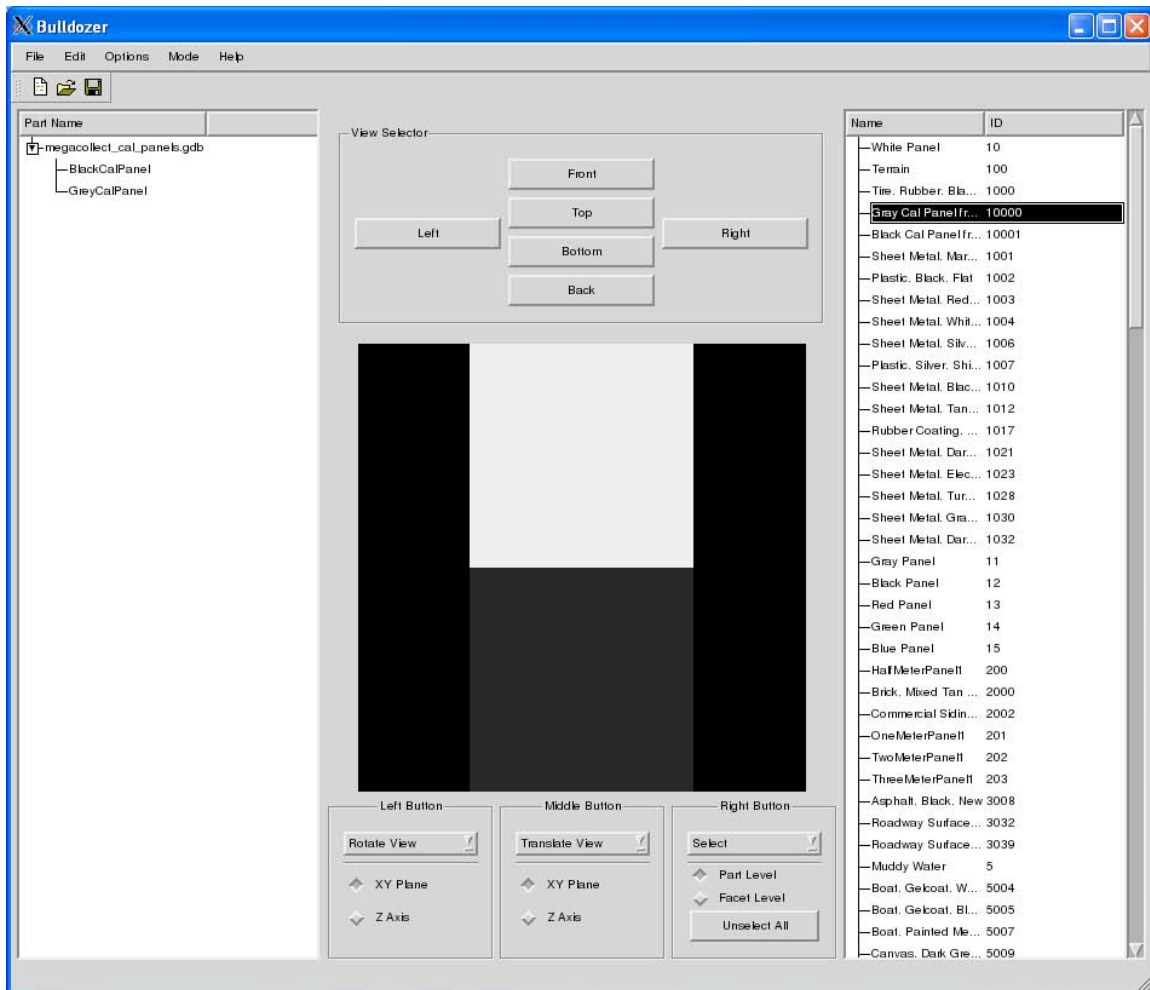 Bulldozer
File Edit Options Mode Help
Part Name
megacollect_cal_panels.gdb
BlackCalPanel
GreyCalPanel
View Selector
Front
Top
Left
Right
Bottom
Back
Left Button
Rotate View
XY Plane
Z Axis
Middle Button
Translate View
XY Plane
Z Axis
Right Button
Select
Part Level
Facet Level
Unselect All
Name ID
White Panel 10
Terrain 100
Tire. Rubber. Bla... 1000
Gray Cal Panel fr... 10000
Black Cal Panel fr... 10001
Sheet Metal. Mar... 1001
Plastic. Black. Flat 1002
Sheet Metal. Red... 1003
Sheet Metal. Whit... 1004
Sheet Metal. Silv... 1006
Plastic. Silver. Shi... 1007
Sheet Metal. Blac... 1010
Sheet Metal. Tan... 1012
Rubber Coating. ... 1017
Sheet Metal. Dar... 1021
Sheet Metal. Elec... 1023
Sheet Metal. Tur... 1028
Sheet Metal. Gra... 1030
Sheet Metal. Dar... 1032
Gray Panel 11
Black Panel 12
Red Panel 13
Green Panel 14
Blue Panel 15
HalfMeterPanel1 200
Brick. Mixed Tan ... 2000
Commercial Sidin... 2002
OneMeterPanel1 201
TwoMeterPanel1 202
ThreeMeterPanel1 203
Asphalt. Black. New 3008
Roadway Surface... 3032
Roadway Surface... 3039
Muddy Water 5
Boat. Gelcoat. W... 5004
Boat. Gelcoat. Bl... 5005
Boat. Painted Me... 5007
Canvas. Dark Gre... 5009